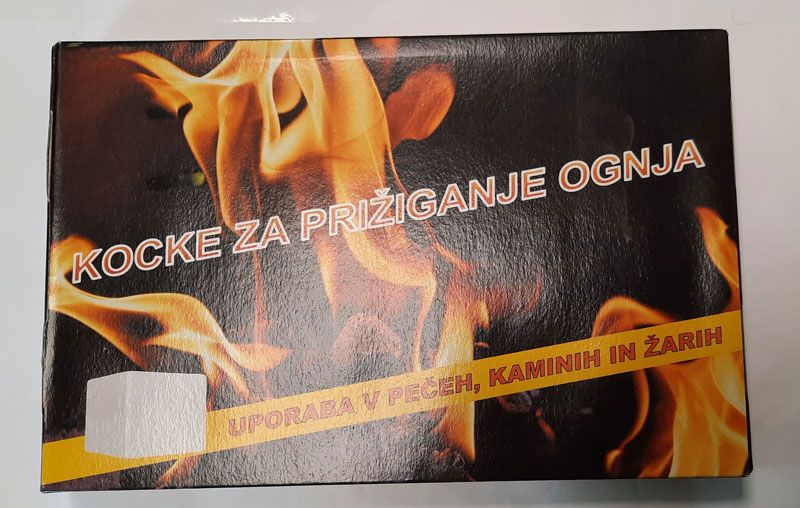 KOCKE ZA PRIŽIGANJE OGNJA
UPORABA V PEČEH, KAMINIH IN ŽARIH